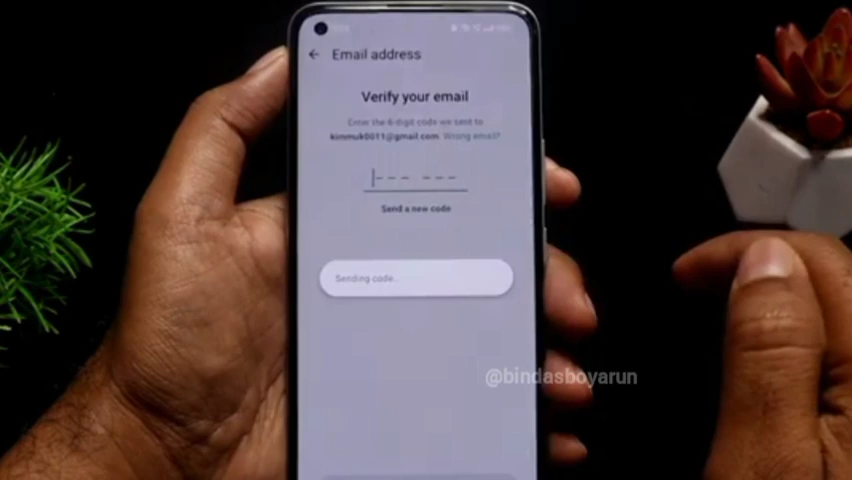 Email address
Verify your email
Enter the 6-digit code we sent to
kinmuk0011@gmail.com. Wrong email?
Send a new code
Sending code..
@bindasboyarun